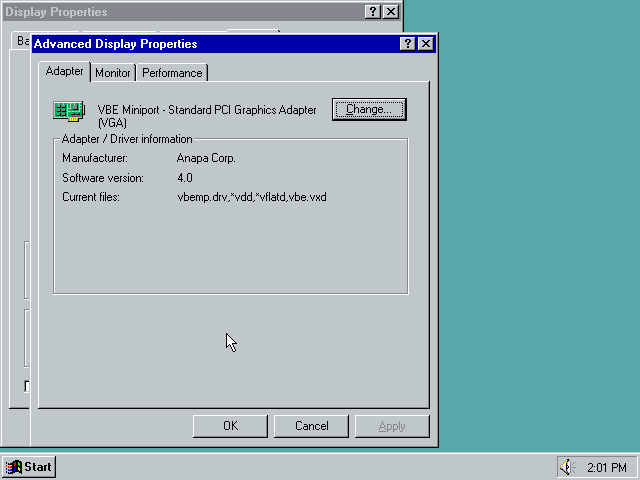 Display Properties
Advanced Display Properties
Adapter Monitor Performance
VBE Miniport - Standard PCI Graphics Adapter
(VGA)
Change...
Adapter / Driver information
Manufacturer: Anapa Corp.
Software version: 4.0
Current files: vbemp.drv,*vdd,*vflatd,vbe.vxd
OK Cancel Apply
Start 2:01 PM